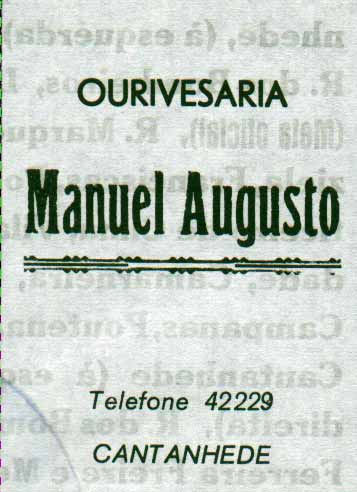 OURIVESARIA
Manuel Augusto
Telefone 42229
CANTANHEDE